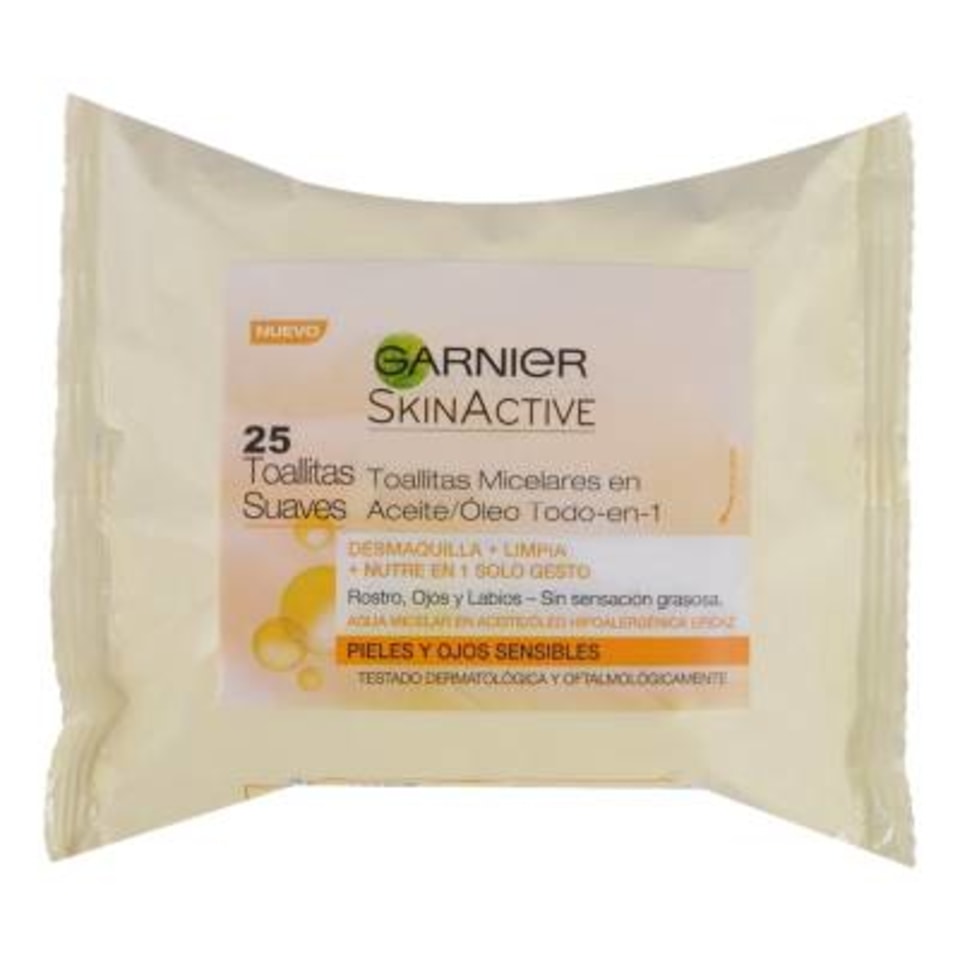 NUEVO
GARNIER
SKINACTIVE
25
Toallitas
Suaves
Toallitas Micelares en
Aceite/Óleo Todo-en-1
DESMAQUILLA + LIMPIA
+ NUTRE EN 1 SOLO GESTO
Rostro, Ojos y Labios – Sin sensación grasosa.
AGUA MICELAR EN ACEITE/ÓLEO HIPOALERGÉNICA EFICAZ
PIELES Y OJOS SENSIBLES
TESTADO DERMATOLÓGICA Y OFTALMOLÓGICAMENTE